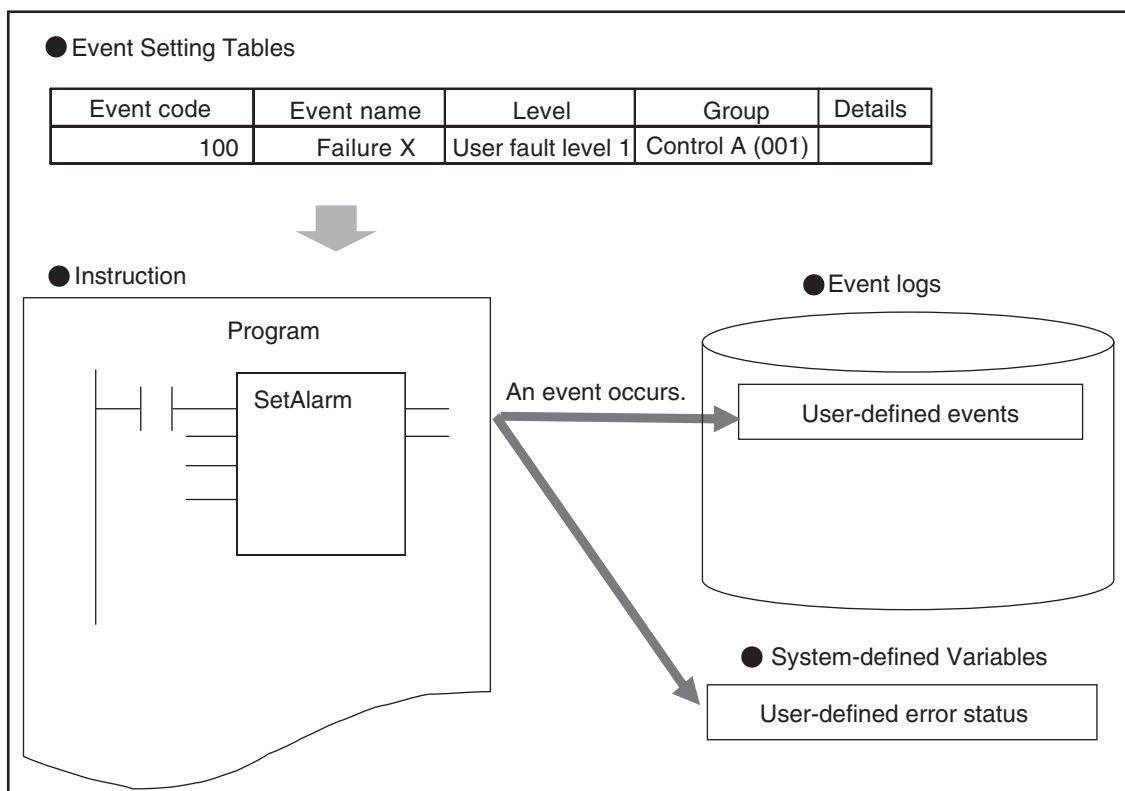 ● Event Setting Tables
Event code Event name Level Group Details
100 Failure X User fault level 1 Control A (001)
● Instruction
Program
SetAlarm
An event occurs.
● Event logs
User-defined events
● System-defined Variables
User-defined error status